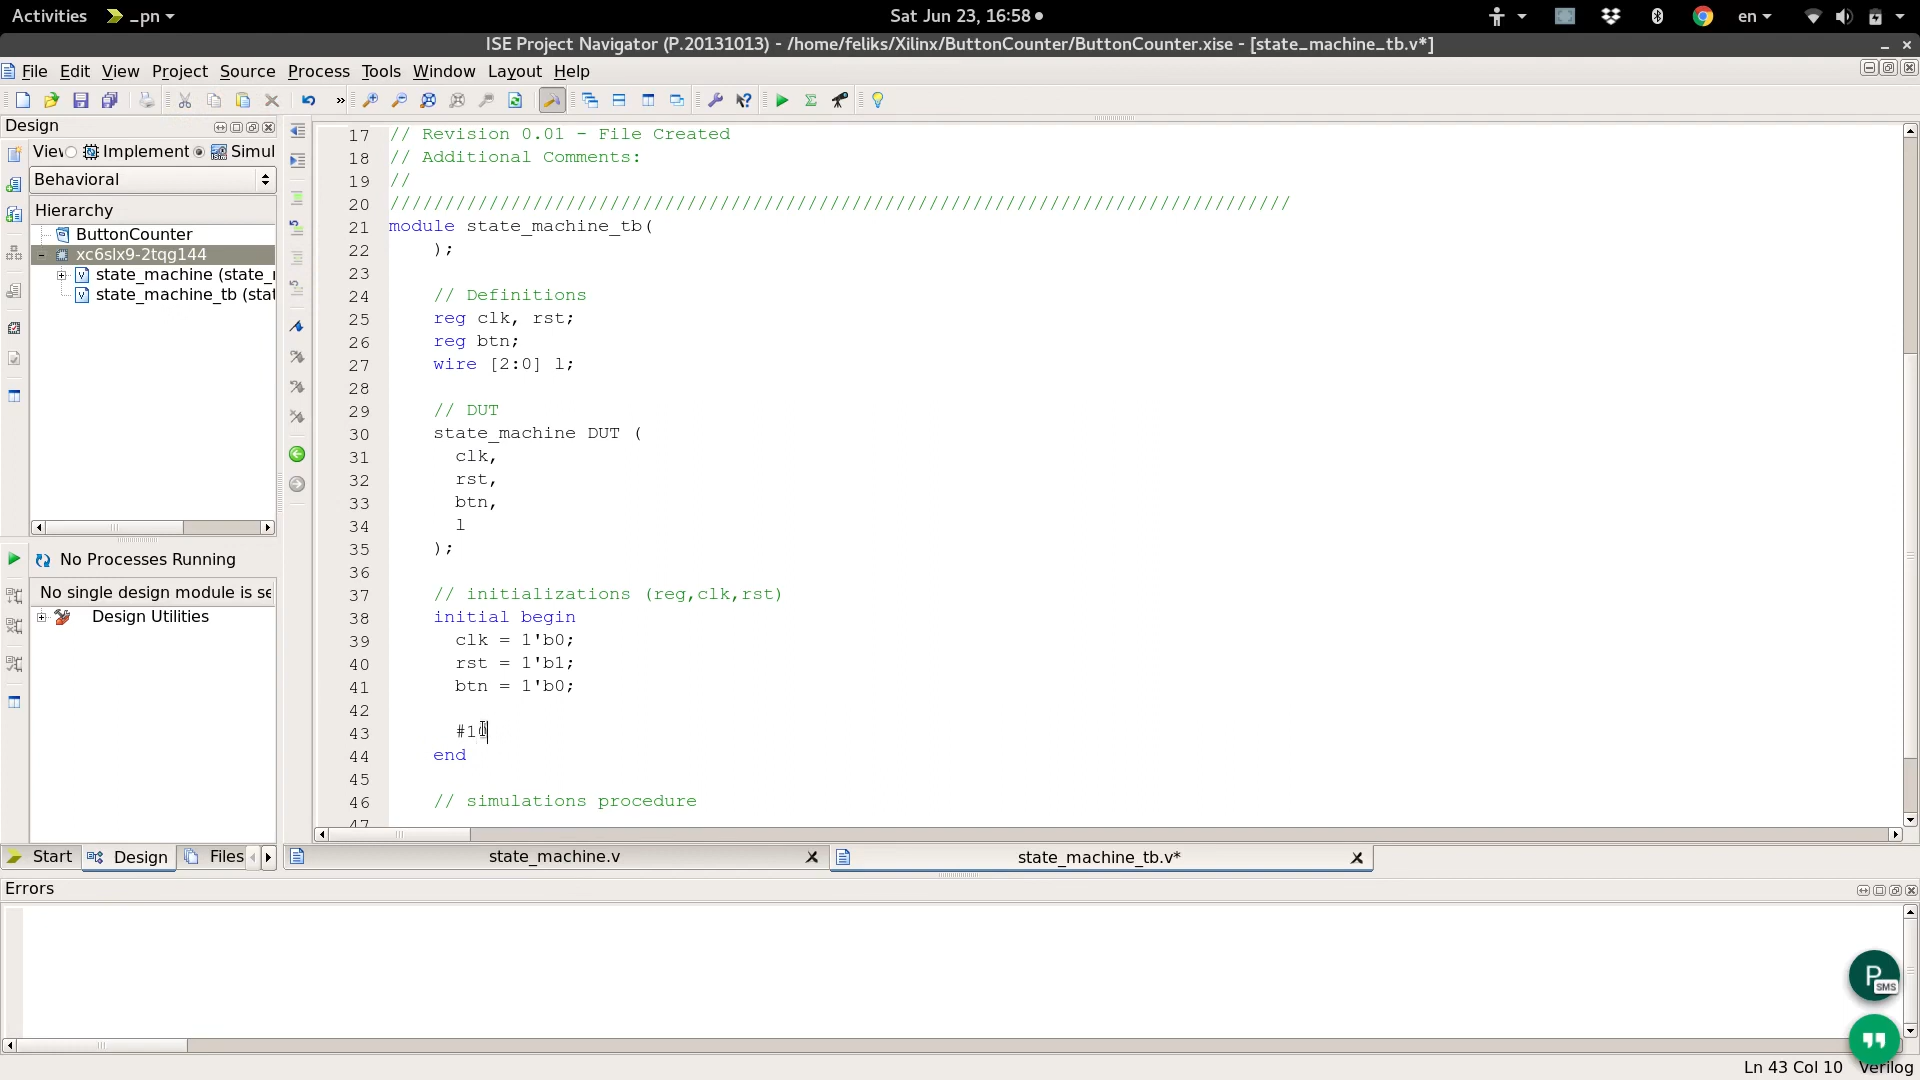 Activities _pn Sat Jun 23, 16:58 en
ISE Project Navigator (P.20131013) - /home/feliks/Xilinx/ButtonCounter/ButtonCounter.xise - [state_machine_tb.v*]
File Edit View Project Source Process Tools Window Layout Help
»
Design
Viev Implement Simul
Behavioral
Hierarchy
ButtonCounter
xc6slx9-2tqg144
state_machine (state_r
state_machine_tb (stat
No Processes Running
No single design module is se
Design Utilities
Start Design Files
17 // Revision 0.01 - File Created
18 // Additional Comments:
19 //
20 //////////////////////////////////////////////////////////////////////////////////
21 module state_machine_tb(
22 );
23
24 // Definitions
25 reg clk, rst;
26 reg btn;
27 wire [2:0] l;
28
29 // DUT
30 state_machine DUT (
31 clk,
32 rst,
33 btn,
34 l
35 );
36
37 // initializations (reg,clk,rst)
38 initial begin
39 clk = 1'b0;
40 rst = 1'b1;
41 btn = 1'b0;
42
43 #10
44 end
45
46 // simulations procedure
47
state_machine.v state_machine_tb.v*
Errors
P SMS
Ln 43 Col 10 Verilog